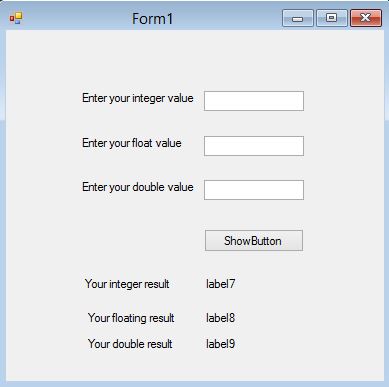 Form1
Enter your integer value
Enter your float value
Enter your double value
ShowButton
Your integer result label7
Your floating result label8
Your double result label9